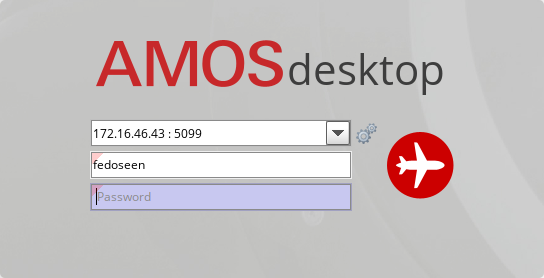 AMOSdesktop
172.16.46.43 : 5099
fedoseen
Password